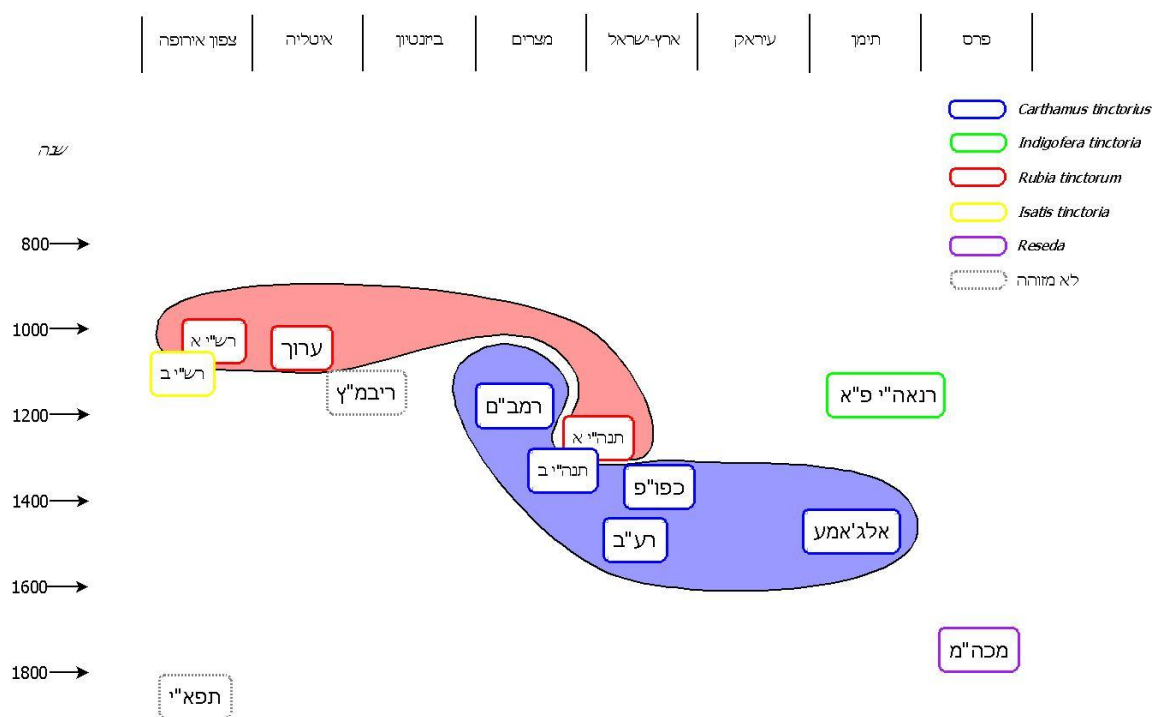 פרס
תימן
עיראק
ארץ-ישראל
מצרים
ביזנטיון
איטליה
צפון אירופה
Carthamus tinctorius
Indigofera tinctoria
Rubia tinctorum
Isatis tinctoria
Reseda
לא מזוהה
שנה
800
1000
1200
1400
1600
1800
רש"י א
ערוך
רש"י ב
ריבמ"ץ
רמב"ם
רנאה"י פ"א
תנה"י א
תנה"י ב
כפו"פ
רע"ב
אלג'אמע
מכה"מ
תפא"י